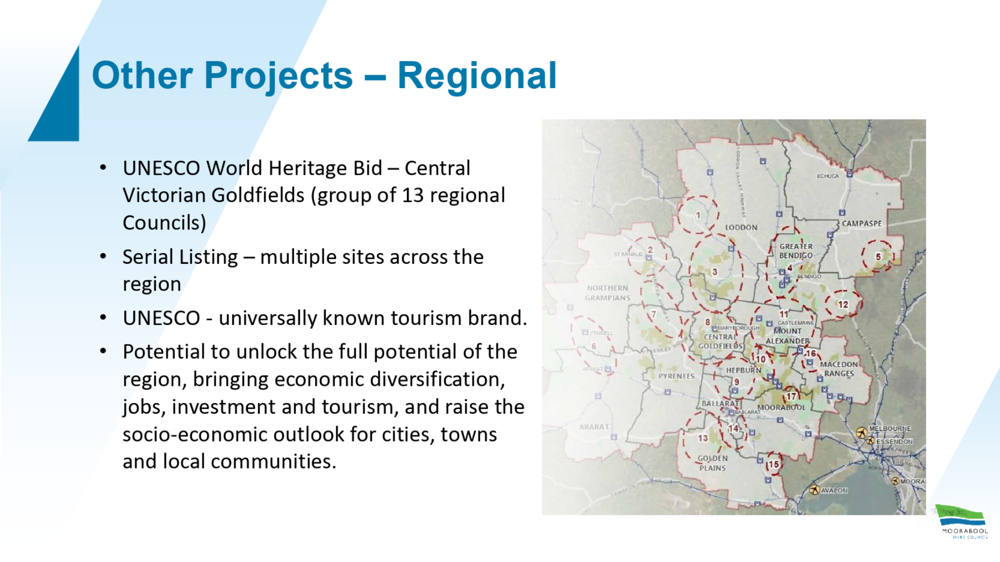 Other Projects – Regional
• UNESCO World Heritage Bid – Central
Victorian Goldfields (group of 13 regional
Councils)
• Serial Listing – multiple sites across the
region
• UNESCO - universally known tourism brand.
• Potential to unlock the full potential of the
region, bringing economic diversification,
jobs, investment and tourism, and raise the
socio-economic outlook for cities, towns
and local communities.
LODDON VALLEY HIGHWAY
ECHUCA
1
LODDON
CAMPASPE
2
ST ARNAUD
GREATER
BENDIGO
5
3
4
BENDIGO
NORTHERN
GRAMPIANS
12
7
11
8
CASTLEMAINE
MARYBOROUGH
MOUNT
ALEXANDER
CENTRAL
GOLDFIELDS
STAWELL
6
10
16
ARARAT
HEPBURN
MACEDON
RANGES
PYRENEES
9
17
BALLARAT
MOORABOOL
BALLARAT
ARARAT
14
MELBOURNE
13
ESSENDON
GOLDEN
PLAINS
15
MOORA
AVALON
MOORABOOL
SHIRE COUNCIL